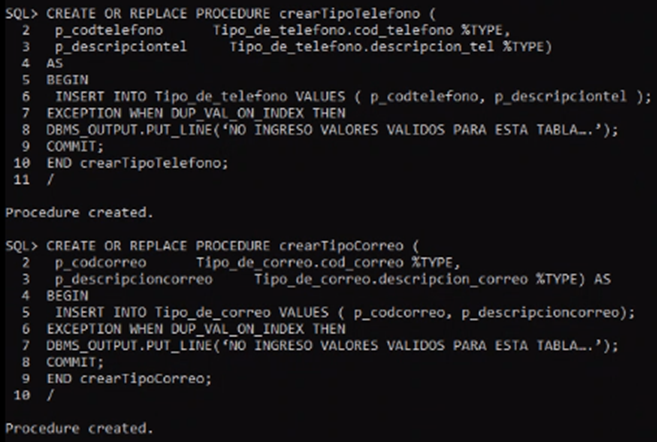 SQL> CREATE OR REPLACE PROCEDURE crearTipoTelefono (
2 p_codtelefono Tipo_de_telefono.cod_telefono %TYPE,
3 p_descripciontel Tipo_de_telefono.descripcion_tel %TYPE)
4 AS
5 BEGIN
6 INSERT INTO Tipo_de_telefono VALUES ( p_codtelefono, p_descripciontel );
7 EXCEPTION WHEN DUP_VAL_ON_INDEX THEN
8 DBMS_OUTPUT.PUT_LINE(‘NO INGRESO VALORES VALIDOS PARA ESTA TABLA….’);
9 COMMIT;
10 END crearTipoTelefono;
11 /
Procedure created.
SQL> CREATE OR REPLACE PROCEDURE crearTipoCorreo (
2 p_codcorreo Tipo_de_correo.cod_correo %TYPE,
3 p_descripcioncorreo Tipo_de_correo.descripcion_correo %TYPE) AS
4 BEGIN
5 INSERT INTO Tipo_de_correo VALUES ( p_codcorreo, p_descripcioncorreo);
6 EXCEPTION WHEN DUP_VAL_ON_INDEX THEN
7 DBMS_OUTPUT.PUT_LINE(‘NO INGRESO VALORES VALIDOS PARA ESTA TABLA….’);
8 COMMIT;
9 END crearTipoCorreo;
10 /
Procedure created.